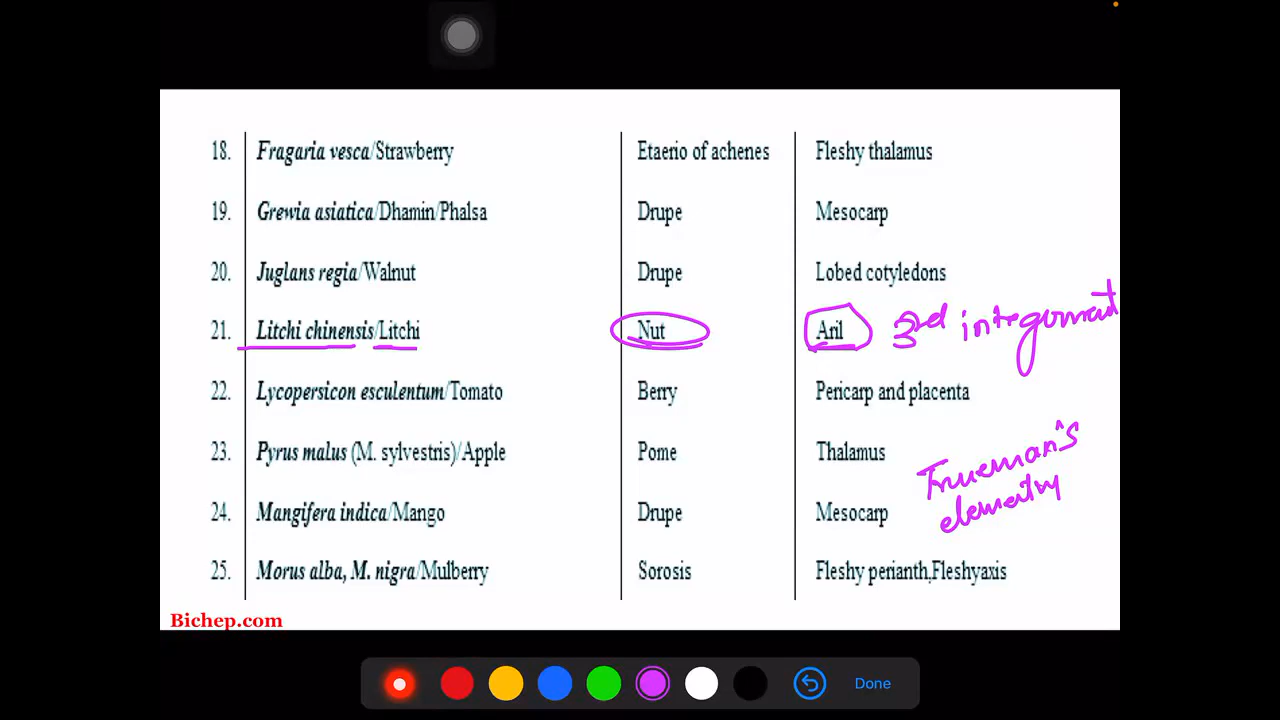 18. Fragaria vesca/Strawberry Etaerio of achenes Fleshy thalamus
19. Grewia asiatica/Dhamin/Phalsa Drupe Mesocarp
20. Juglans regia/Walnut Drupe Lobed cotyledons
21. Litchi chinensis/Litchi Nut Aril 3rd integument
22. Lycopersicon esculentum/Tomato Berry Pericarp and placenta
23. Pyrus malus (M. sylvestris)/Apple Pome Thalamus
Trueman's
24. Mangifera indica/Mango Drupe Mesocarp
25. Morus alba, M. nigra/Mulberry Sorosis Fleshy perianth,Fleshyaxis
Bichep.com
Done